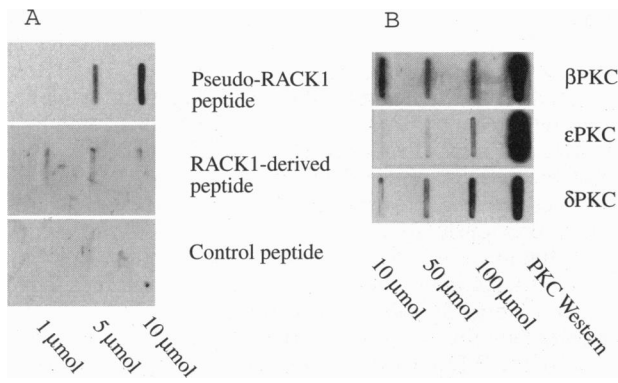 A
B
Pseudo-RACK1
peptide
RACK1-derived
peptide
Control peptide
1 μmol
5 μmol
10 μmol
βPKC
εPKC
δPKC
10 μmol
50 μmol
100 μmol
PKC Western